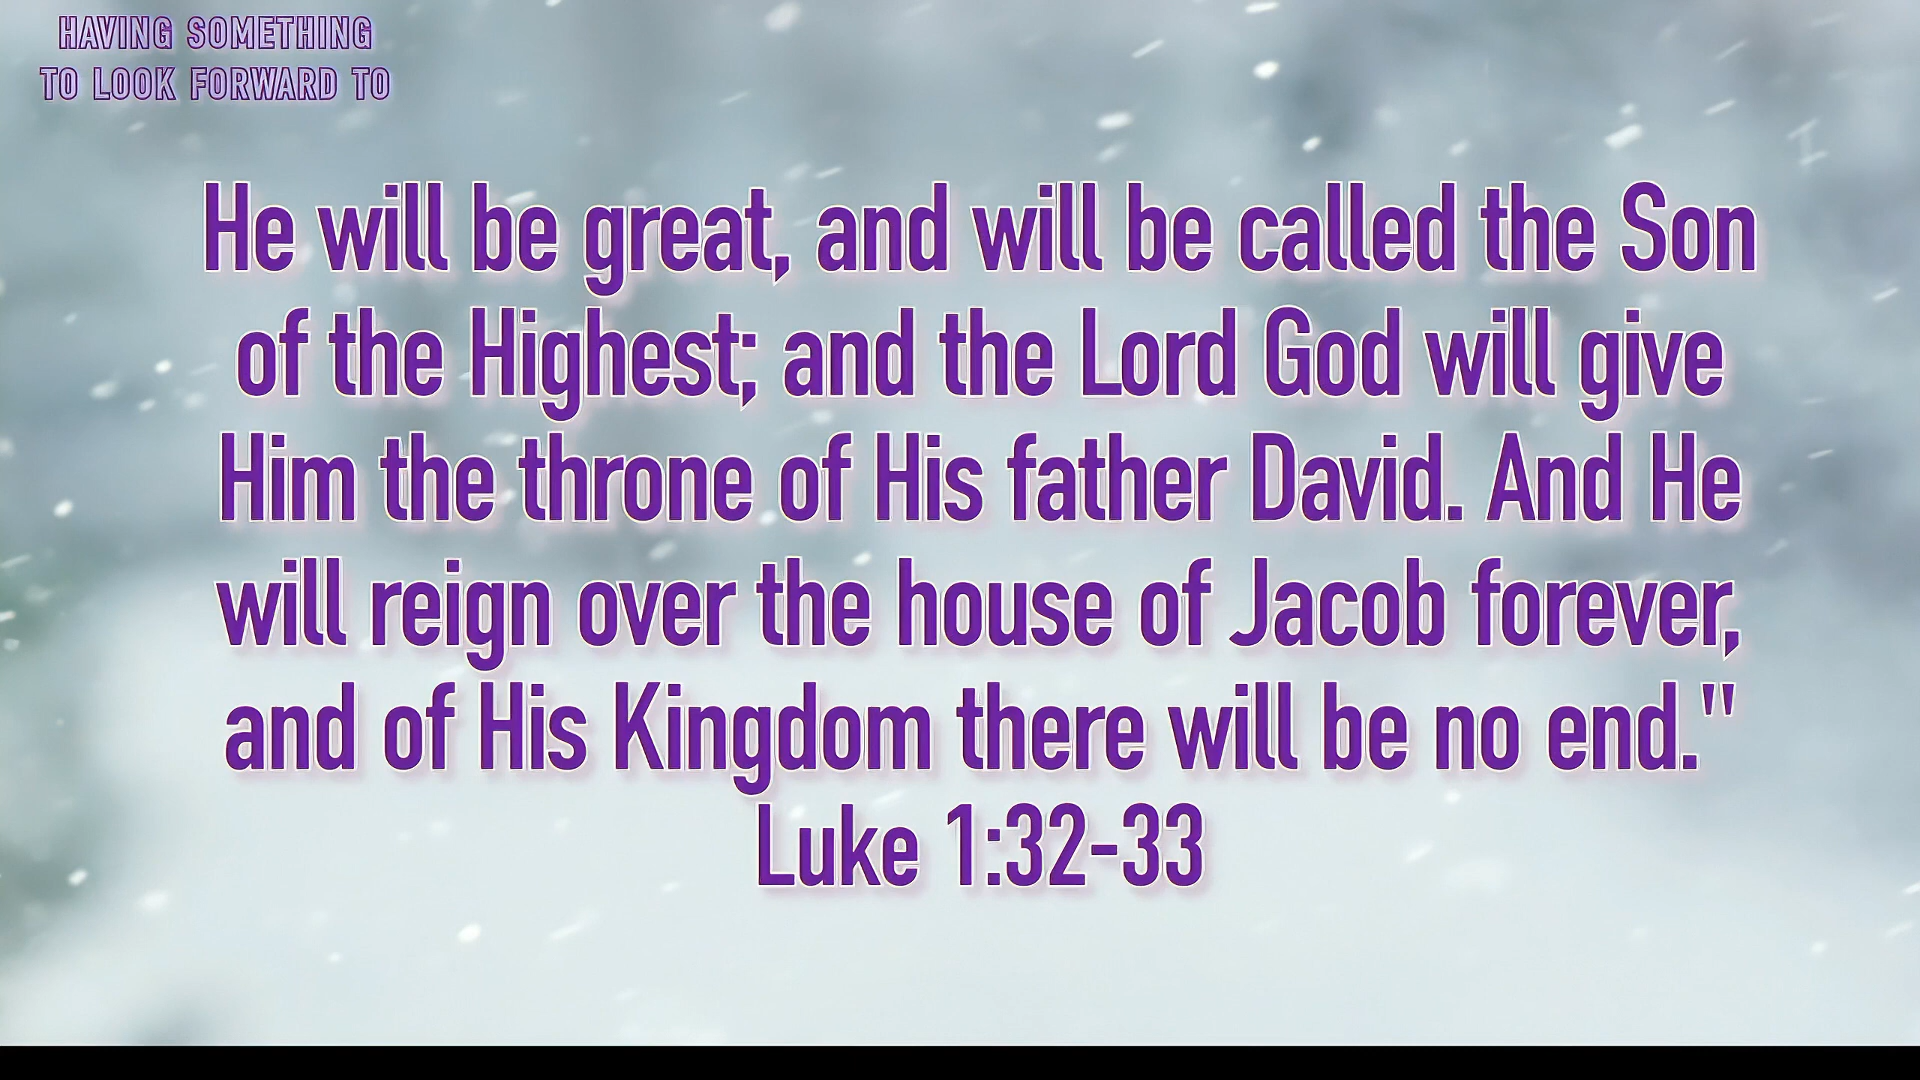 HAVING SOMETHING
TO LOOK FORWARD TO
He will be great, and will be called the Son
of the Highest; and the Lord God will give
Him the throne of His father David. And He
will reign over the house of Jacob forever,
and of His Kingdom there will be no end."
Luke 1:32-33